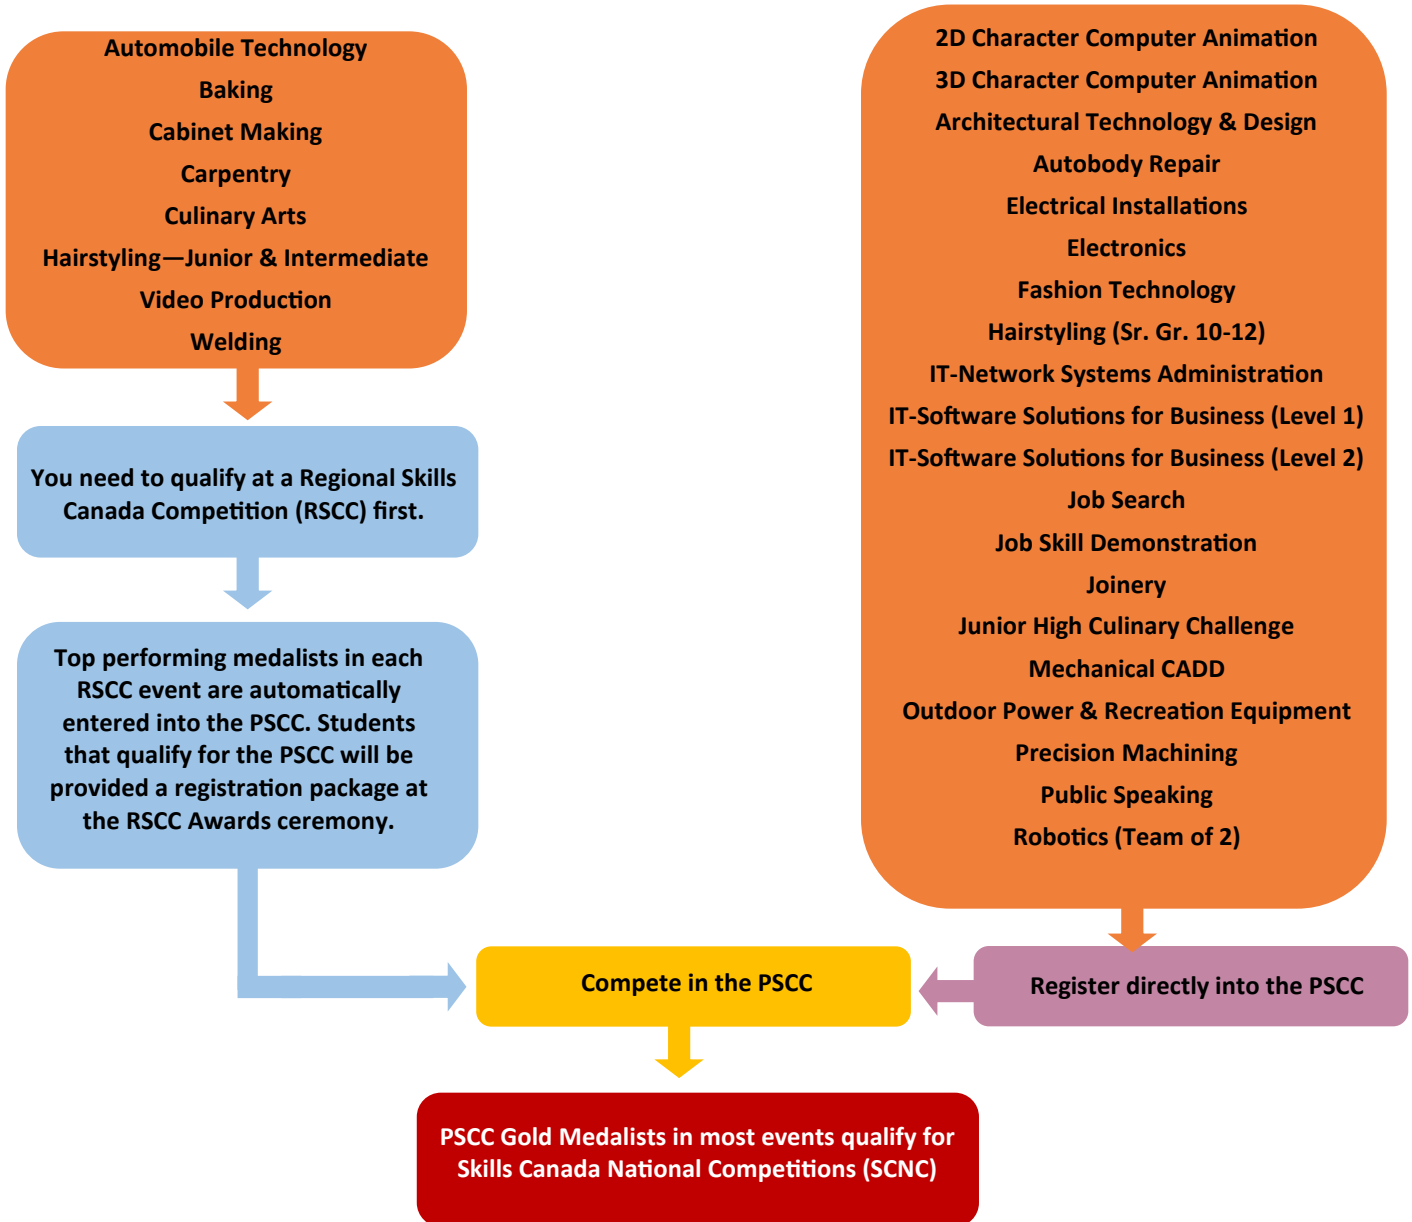 Automobile Technology
Baking
Cabinet Making
Carpentry
Culinary Arts
Hairstyling—Junior & Intermediate
Video Production
Welding
You need to qualify at a Regional Skills
Canada Competition (RSCC) first.
Top performing medalists in each
RSCC event are automatically
entered into the PSCC. Students
that qualify for the PSCC will be
provided a registration package at
the RSCC Awards ceremony.
2D Character Computer Animation
3D Character Computer Animation
Architectural Technology & Design
Autobody Repair
Electrical Installations
Electronics
Fashion Technology
Hairstyling (Sr. Gr. 10-12)
IT-Network Systems Administration
IT-Software Solutions for Business (Level 1)
IT-Software Solutions for Business (Level 2)
Job Search
Job Skill Demonstration
Joinery
Junior High Culinary Challenge
Mechanical CADD
Outdoor Power & Recreation Equipment
Precision Machining
Public Speaking
Robotics (Team of 2)
Register directly into the PSCC
Compete in the PSCC
PSCC Gold Medalists in most events qualify for
Skills Canada National Competitions (SCNC)